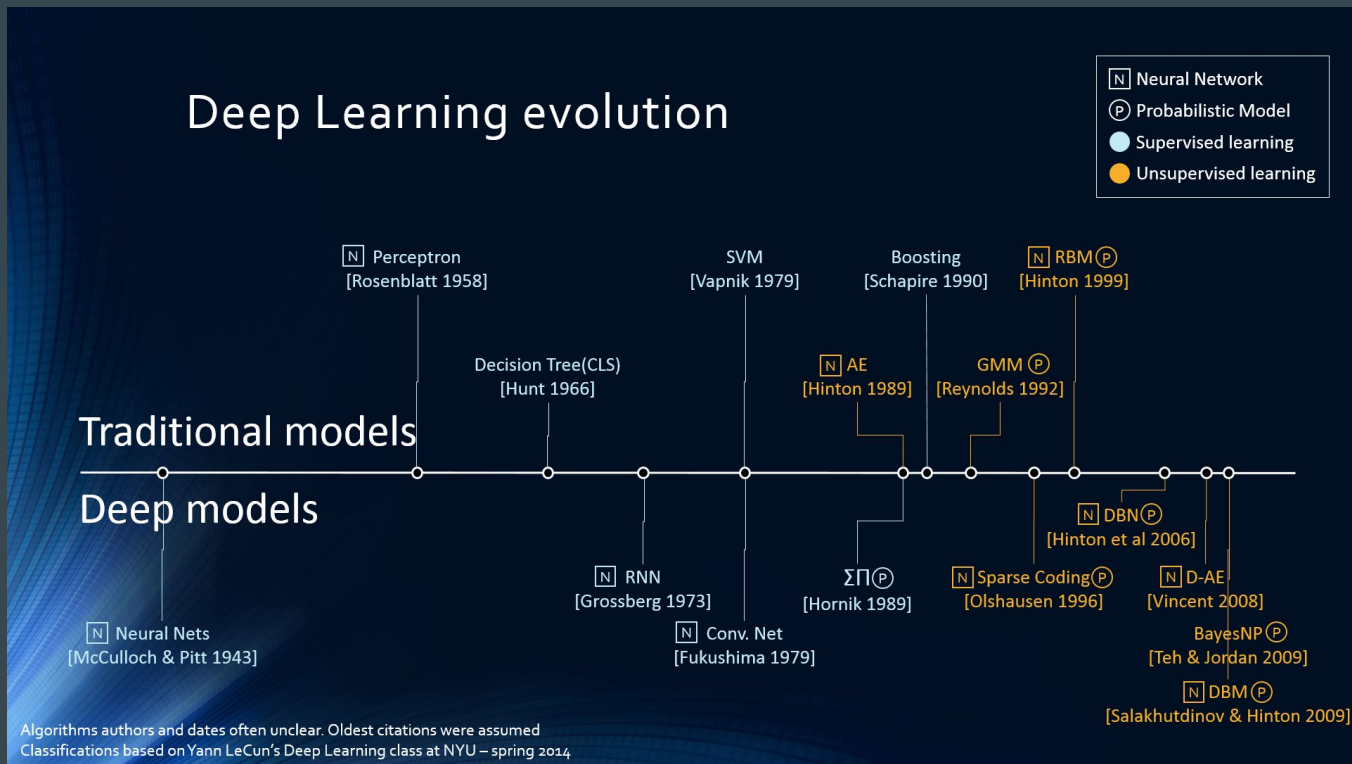 Deep Learning evolution
N Neural Network
P Probabilistic Model
Supervised learning
Unsupervised learning
N Perceptron
[Rosenblatt 1958]
SVM
[Vapnik 1979]
Boosting
[Schapire 1990]
N RBM P
[Hinton 1999]
Decision Tree(CLS)
[Hunt 1966]
N AE
[Hinton 1989]
GMM P
[Reynolds 1992]
Traditional models
Deep models
N DBN P
[Hinton et al 2006]
N RNN
[Grossberg 1973]
ΣΠ P
[Hornik 1989]
N Sparse Coding P
[Olshausen 1996]
N D-AE
[Vincent 2008]
N Neural Nets
[McCulloch & Pitt 1943]
N Conv. Net
[Fukushima 1979]
BayesNP P
[Teh & Jordan 2009]
N DBM P
[Salakhutdinov & Hinton 2009]
Algorithms authors and dates often unclear. Oldest citations were assumed
Classifications based on Yann LeCun's Deep Learning class at NYU – spring 2014